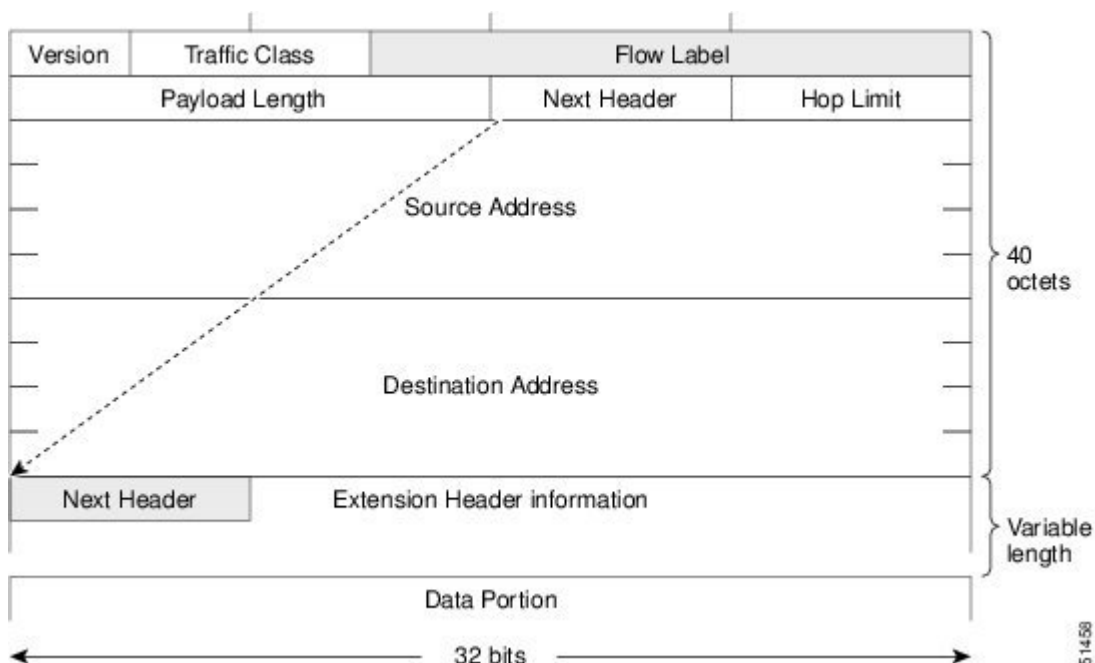 Version Traffic Class Flow Label
Payload Length Next Header Hop Limit
Source Address
40
octets
Destination Address
Next Header Extension Header information
Variable
length
Data Portion
32 bits
51458